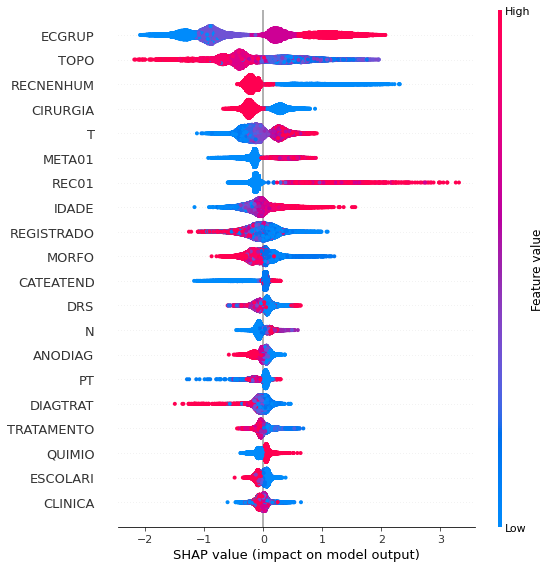 High
ECGRUP
TOPO
RECNENHUM
CIRURGIA
T
META01
REC01
IDADE
REGISTRADO
MORFO
CATEATEND
DRS
N
ANODIAG
PT
DIAGTRAT
TRATAMENTO
QUIMIO
ESCOLARI
CLINICA
Feature value
Low
−2 −1 0 1 2 3
SHAP value (impact on model output)